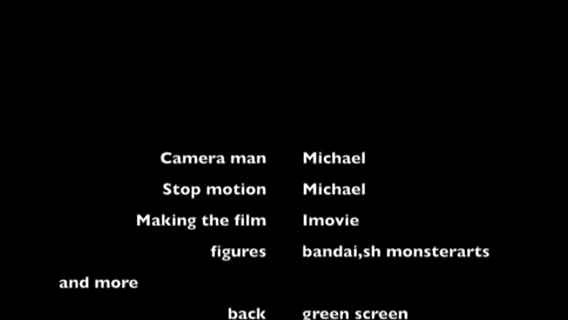 Camera man Michael
Stop motion Michael
Making the film Imovie
figures bandai,sh monsterarts
and more
back green screen